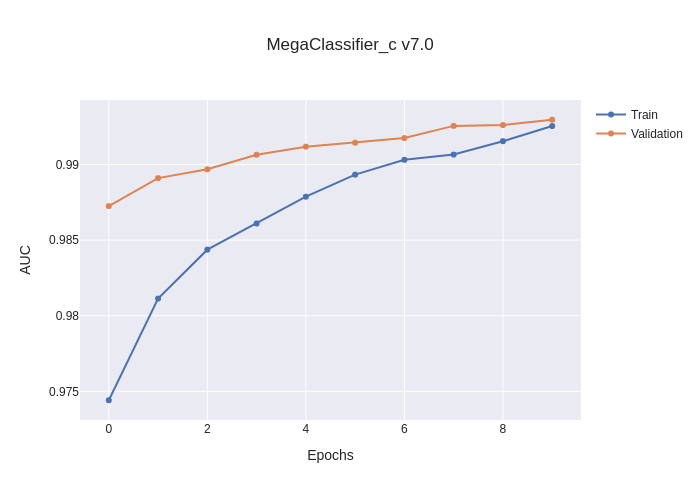 MegaClassifier_c v7.0
Train
Validation
0.99
0.985
0.98
0.975
AUC
0 2 4 6 8
Epochs